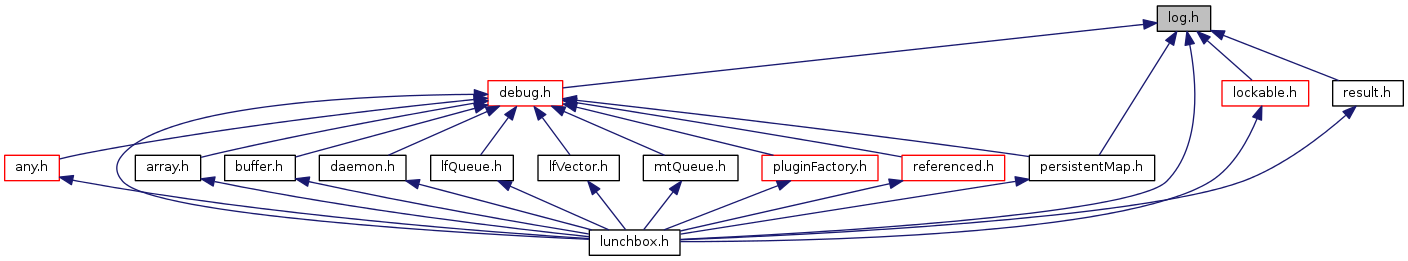 log.h
debug.h
lockable.h
result.h
any.h
array.h
buffer.h
daemon.h
lfQueue.h
lfVector.h
mtQueue.h
pluginFactory.h
referenced.h
persistentMap.h
lunchbox.h